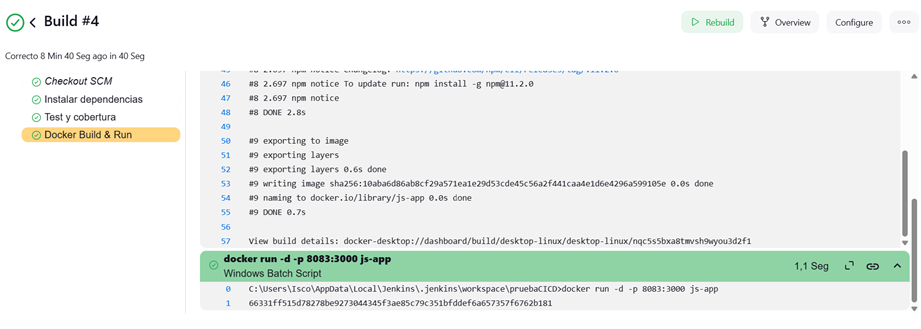 Build #4
Rebuild
Overview
Configure
Correcto 8 Min 40 Seg ago in 40 Seg
Checkout SCM
Instalar dependencias
Test y cobertura
Docker Build & Run
46 #8 2.697 npm notice To update run: npm install -g npm@11.2.0
47 #8 2.697 npm notice
48 #8 DONE 2.8s
49
50 #9 exporting to image
51 #9 exporting layers
52 #9 exporting layers 0.6s done
53 #9 writing image sha256:10aba6d86ab8cf29a571ea1e29d53cde45c56a2f441caa4e1d6e4296a599105e 0.0s done
54 #9 naming to docker.io/library/js-app 0.0s done
55 #9 DONE 0.7s
56
57 View build details: docker-desktop://dashboard/build/desktop-linux/desktop-linux/nqc5s5bxa8tmvsh9wyou3d2f1
docker run -d -p 8083:3000 js-app
Windows Batch Script
1,1 Seg
0 C:\Users\Isco\AppData\Local\Jenkins\.jenkins\workspace\pruebaCICD>docker run -d -p 8083:3000 js-app
1 66331ff515d78278be9273044345f3ae85c79c351bfddef6a657357f6762b181